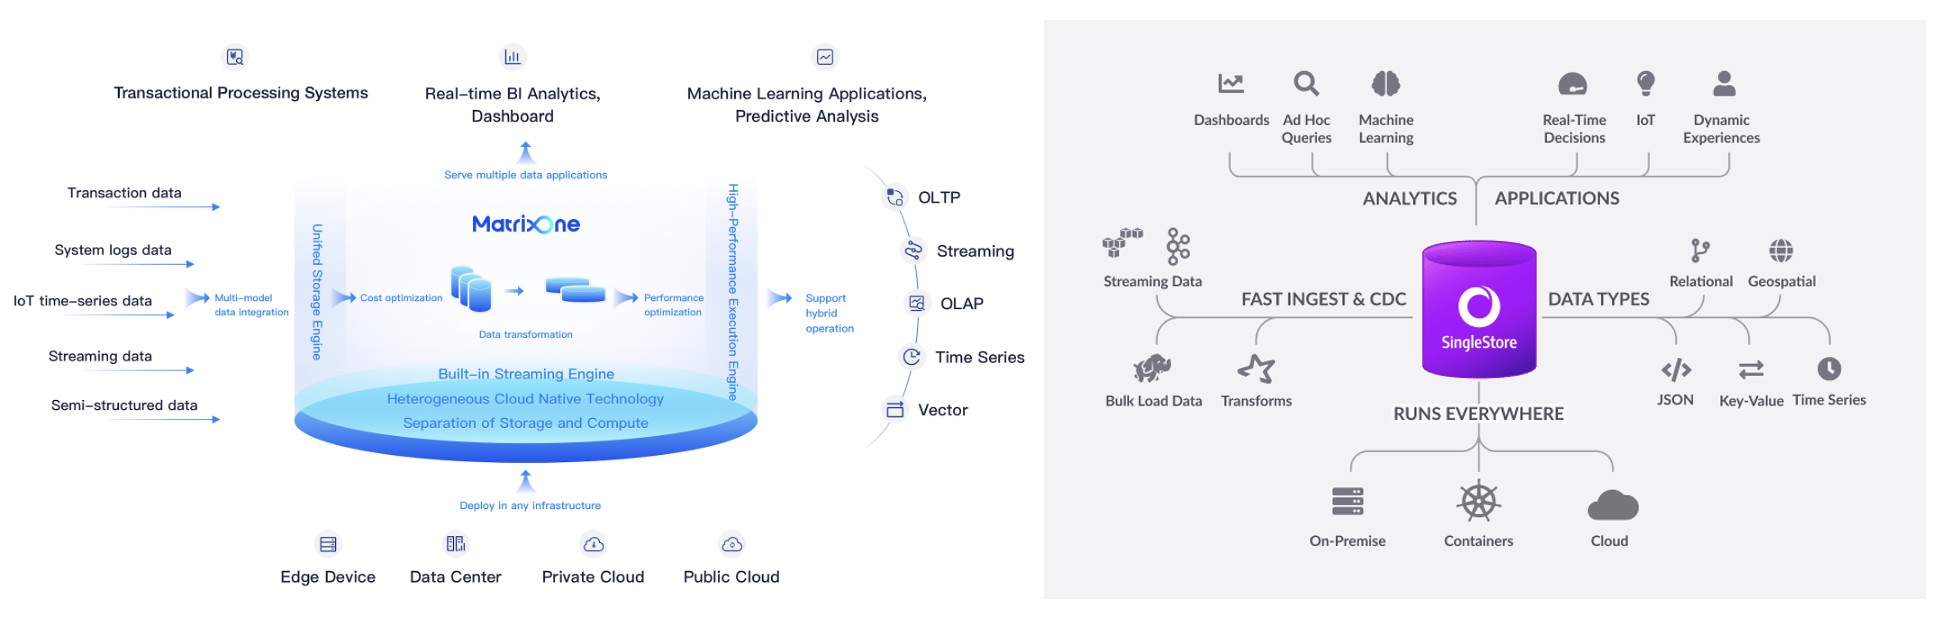 Transactional Processing Systems
Real-time BI Analytics,
Dashboard
Machine Learning Applications,
Predictive Analysis
Serve multiple data applications
Transaction data
System logs data
IoT time-series data
Streaming data
Semi-structured data
Multi-model
data integration
Unified Storage Engine
MatrixOne
Cost optimization
Data transformation
Performance
optimization
High-Performance Execution Engine
Support
hybrid
operation
Built-in Streaming Engine
Heterogeneous Cloud Native Technology
Separation of Storage and Compute
OLTP
Streaming
OLAP
Time Series
Vector
Deploy in any infrastructure
Edge Device
Data Center
Private Cloud
Public Cloud
Dashboards
Ad Hoc
Queries
Machine
Learning
Real-Time
Decisions
IoT
Dynamic
Experiences
ANALYTICS
APPLICATIONS
Streaming Data
Relational
Geospatial
FAST INGEST & CDC
DATA TYPES
SingleStore
Bulk Load Data
Transforms
JSON
Key-Value
Time Series
RUNS EVERYWHERE
On-Premise
Containers
Cloud